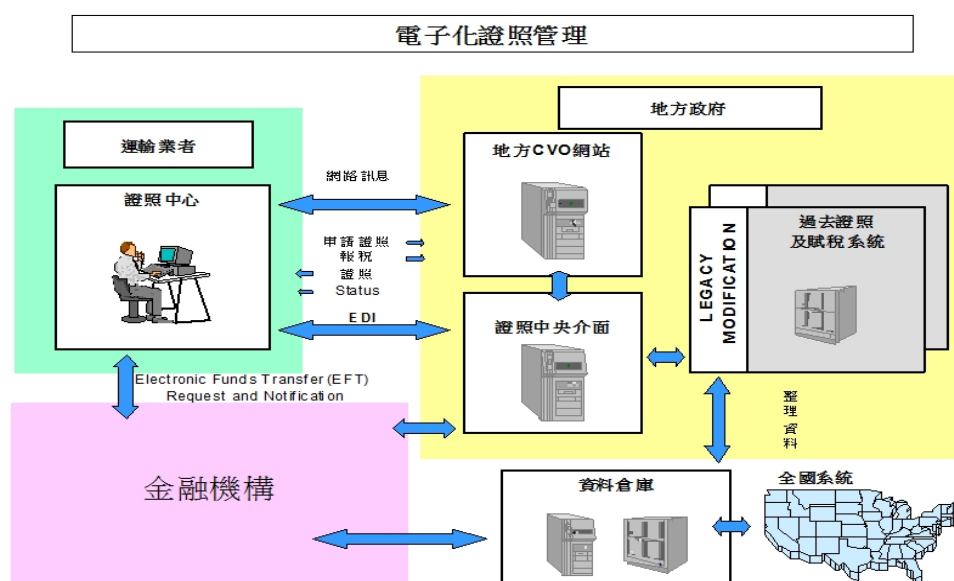 電子化證照管理
運輸業者
證照中心
地方政府
地方CVO網站
網路訊息
申請證照
報稅
證照
Status
EDI
證照中央介面
LEGACY
MODIFICATION
過去證照
及賦稅系統
Electronic Funds Transfer(EFT)
Request and Notification
整理資料
金融機構
資料倉庫
全國系統